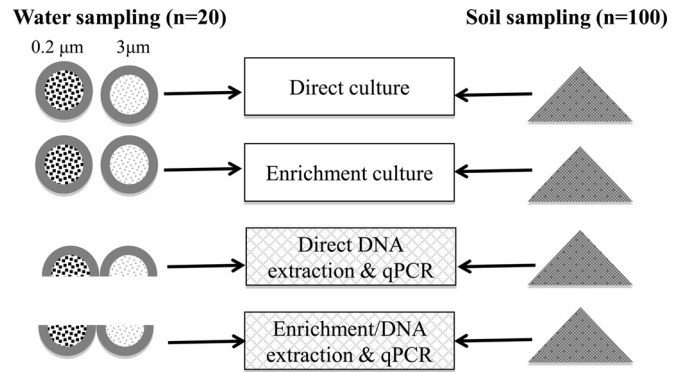 Water sampling (n=20)
Soil sampling (n=100)
0.2 μm
3μm
Direct culture
Enrichment culture
Direct DNA
extraction & qPCR
Enrichment/DNA
extraction & qPCR